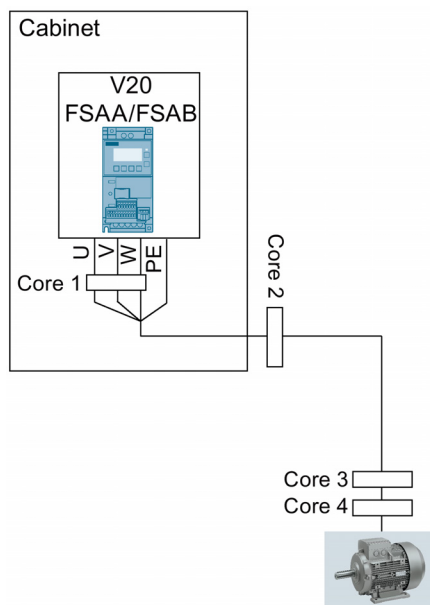 Cabinet
V20
FSAA/FSAB
U
V
W
PE
Core 1
Core 2
Core 3
Core 4